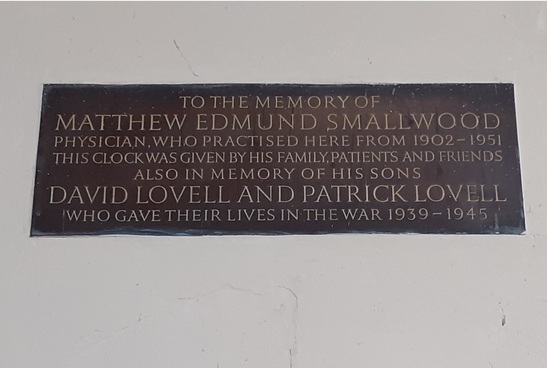 TO THE MEMORY OF
MATTHEW EDMUND SMALLWOOD
PHYSICIAN, WHO PRACTISED HERE FROM 1902 – 1951
THIS CLOCK WAS GIVEN BY HIS FAMILY, PATIENTS AND FRIENDS
ALSO IN MEMORY OF HIS SONS
DAVID LOVELL AND PATRICK LOVELL
WHO GAVE THEIR LIVES IN THE WAR 1939 – 1945